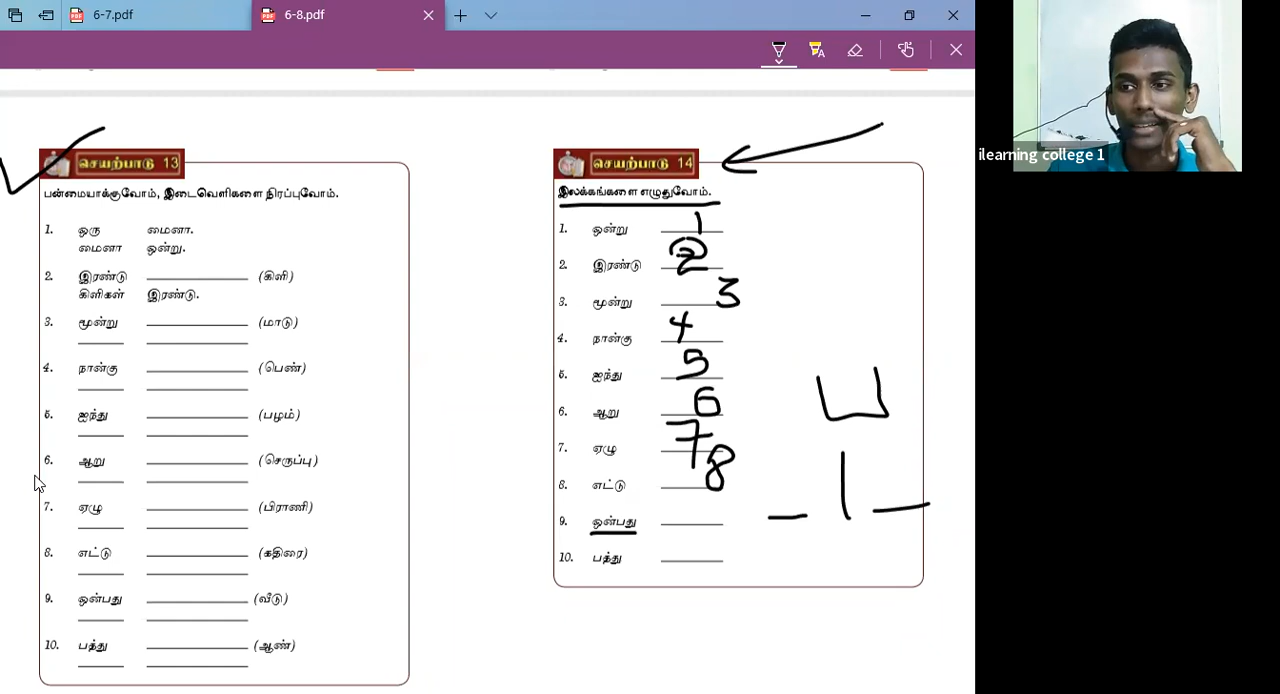 6-7.pdf
6-8.pdf
ilearning college 1
செயற்பாடு 13
பன்மையாக்குவோம், இடைவெளிகளை நிரப்புவோம்.
1. ஒரு மைனா.
மைனா ஒன்று.
2. இரண்டு (கிளி)
கிளிகள் இரண்டு.
3. மூன்று (மாடு)
4. நான்கு (பெண்)
5. ஐந்து (பழம்)
6. ஆறு (செருப்பு)
7. ஏழு (பிராணி)
8. எட்டு (கதிரை)
9. ஒன்பது (வீடு)
10. பத்து (ஆண்)
செயற்பாடு 14
இலக்கங்களை எழுதுவோம்.
1. ஒன்று 1
2. இரண்டு 2
3. மூன்று 3
4. நான்கு 4
5. ஐந்து 5
6. ஆறு 6
7. ஏழு 7
8. எட்டு 8
9. ஒன்பது
10. பத்து